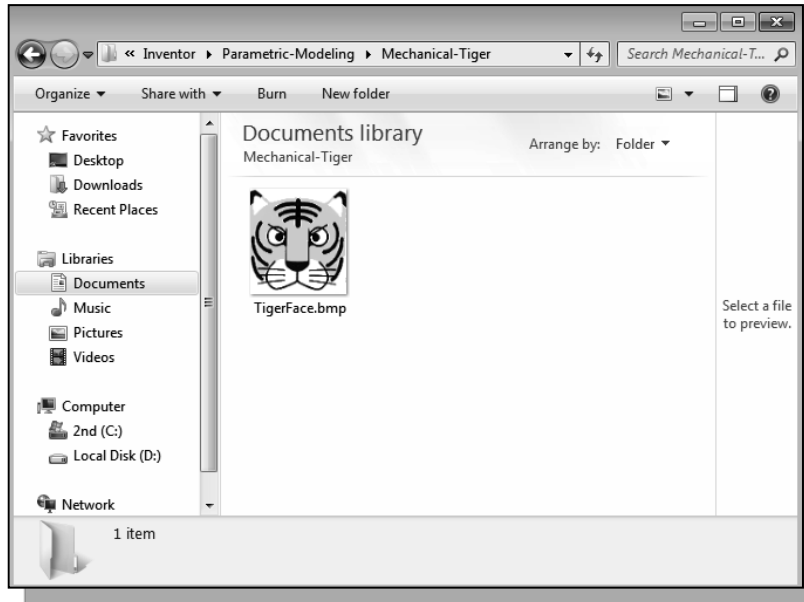 « Inventor ▸ Parametric-Modeling ▸ Mechanical-Tiger
Search Mechanical-T...
Organize ▼ Share with ▼ Burn New folder
Favorites
Desktop
Downloads
Recent Places
Libraries
Documents
Music
Pictures
Videos
Computer
2nd (C:)
Local Disk (D:)
Network
Documents library
Mechanical-Tiger
Arrange by: Folder ▼
TigerFace.bmp
Select a file
to preview.
1 item